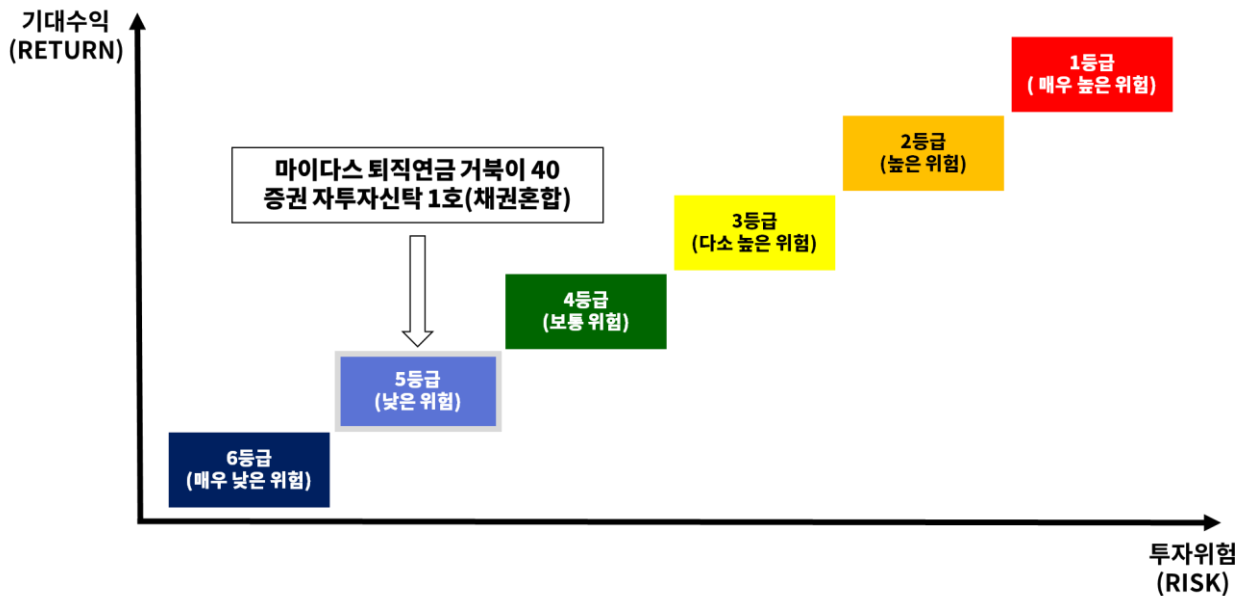 기대수익
(RETURN)
1등급
( 매우 높은 위험)
2등급
(높은 위험)
마이다스 퇴직연금 거북이 40
증권 자투자신탁 1호(채권혼합)
3등급
(다소 높은 위험)
4등급
(보통 위험)
5등급
(낮은 위험)
6등급
(매우 낮은 위험)
투자위험
(RISK)